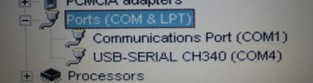 PCMCIA adapters
Ports (COM & LPT)
Communications Port (COM1)
USB-SERIAL CH340 (COM4)
Processors